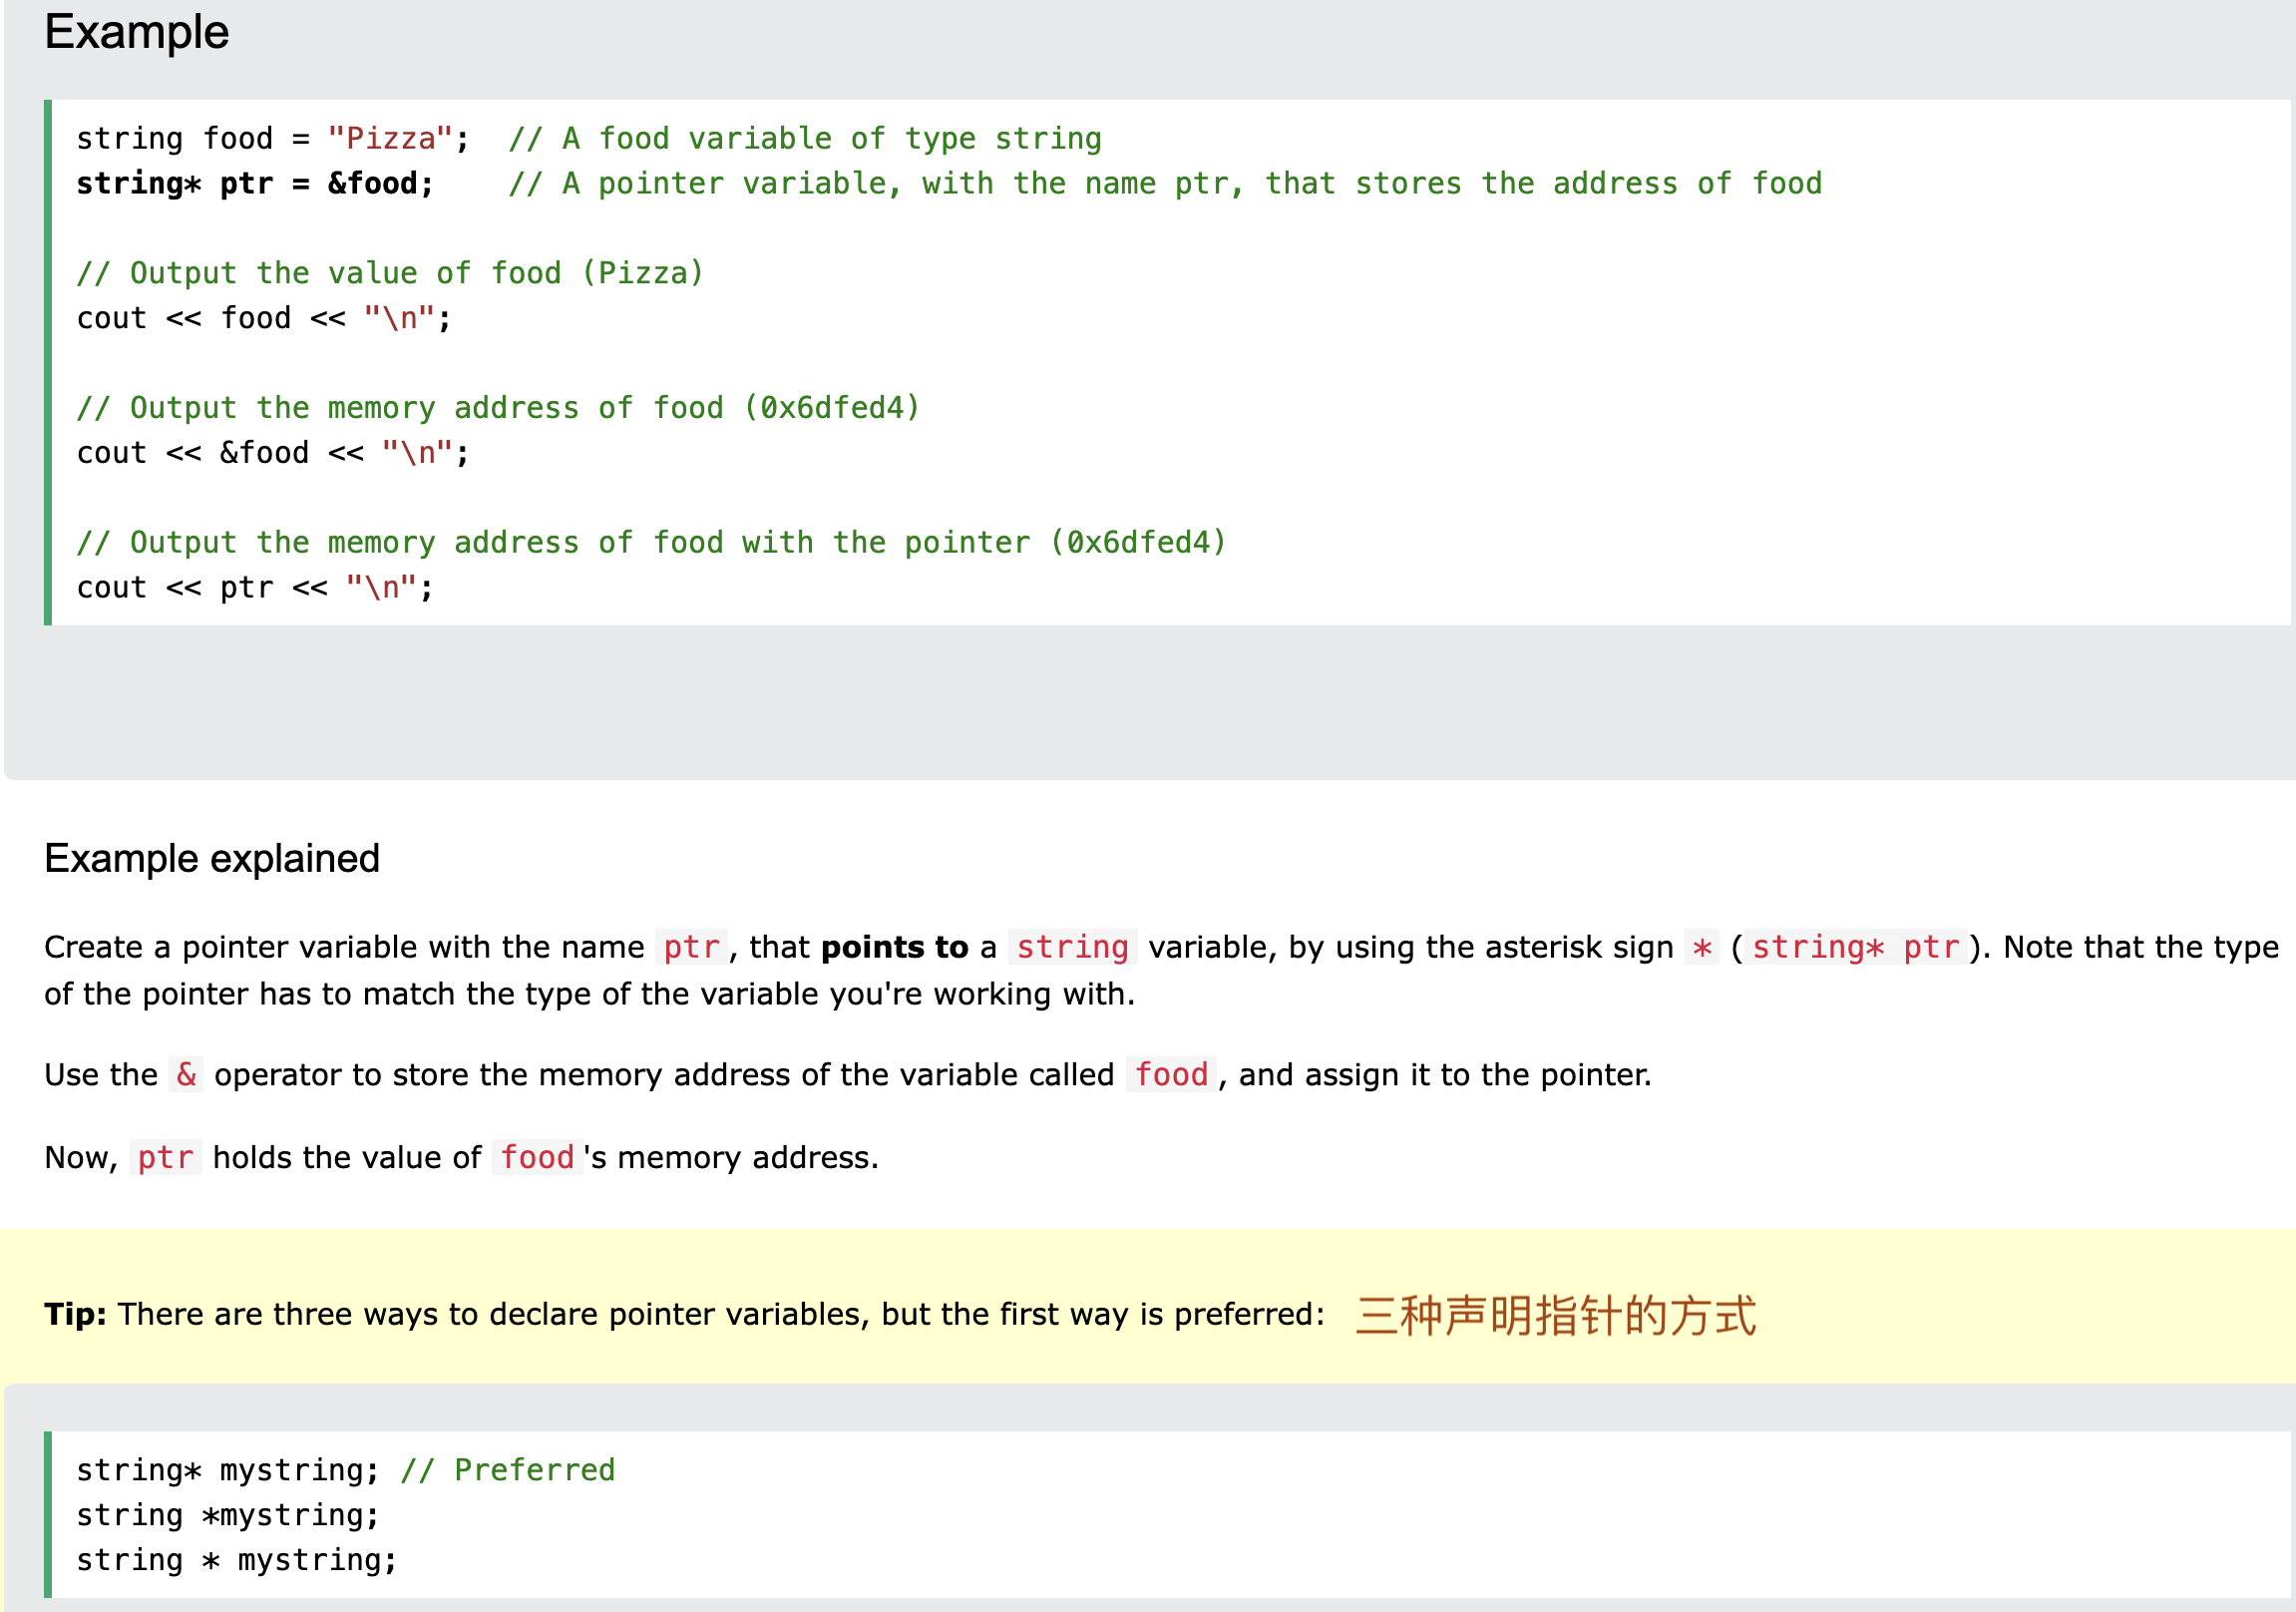 Example
string food = "Pizza";  // A food variable of type string
string* ptr = &food;    // A pointer variable, with the name ptr, that stores the address of food
// Output the value of food (Pizza)
cout << food << "\n";
// Output the memory address of food (0x6dfed4)
cout << &food << "\n";
// Output the memory address of food with the pointer (0x6dfed4)
cout << ptr << "\n";
Example explained
Create a pointer variable with the name ptr, that points to a string variable, by using the asterisk sign * (string* ptr). Note that the type
of the pointer has to match the type of the variable you're working with.
Use the & operator to store the memory address of the variable called food, and assign it to the pointer.
Now, ptr holds the value of food's memory address.
Tip: There are three ways to declare pointer variables, but the first way is preferred: 三种声明指针的方式
string* mystring; // Preferred
string *mystring;
string * mystring;